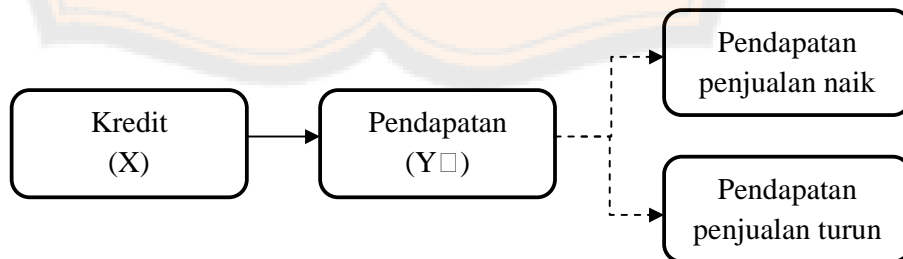 Kredit
(X)
Pendapatan
(Y□)
Pendapatan
penjualan naik
Pendapatan
penjualan turun